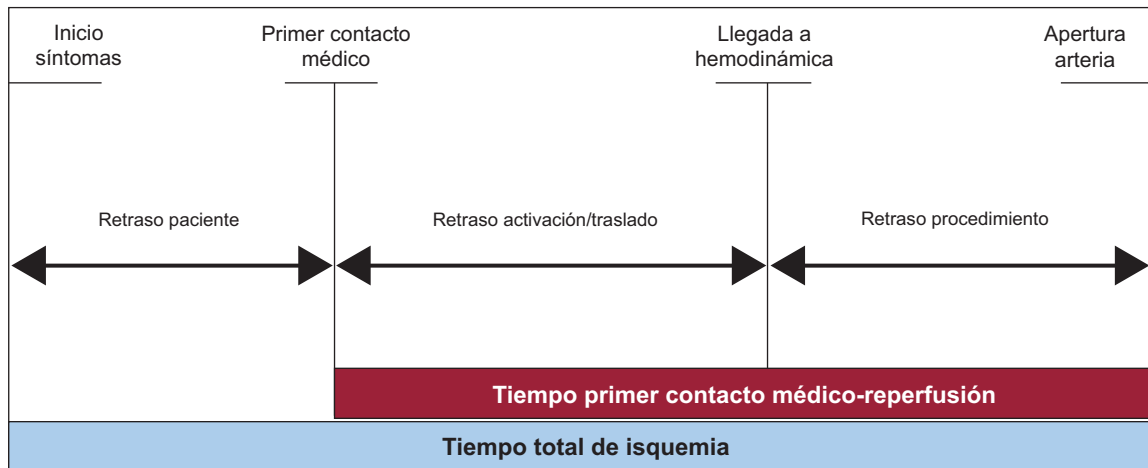 Inicio
síntomas
Primer contacto
médico
Llegada a
hemodinámica
Apertura
arteria
Retraso paciente
Retraso activación/traslado
Retraso procedimiento
Tiempo primer contacto médico-reperfusión
Tiempo total de isquemia